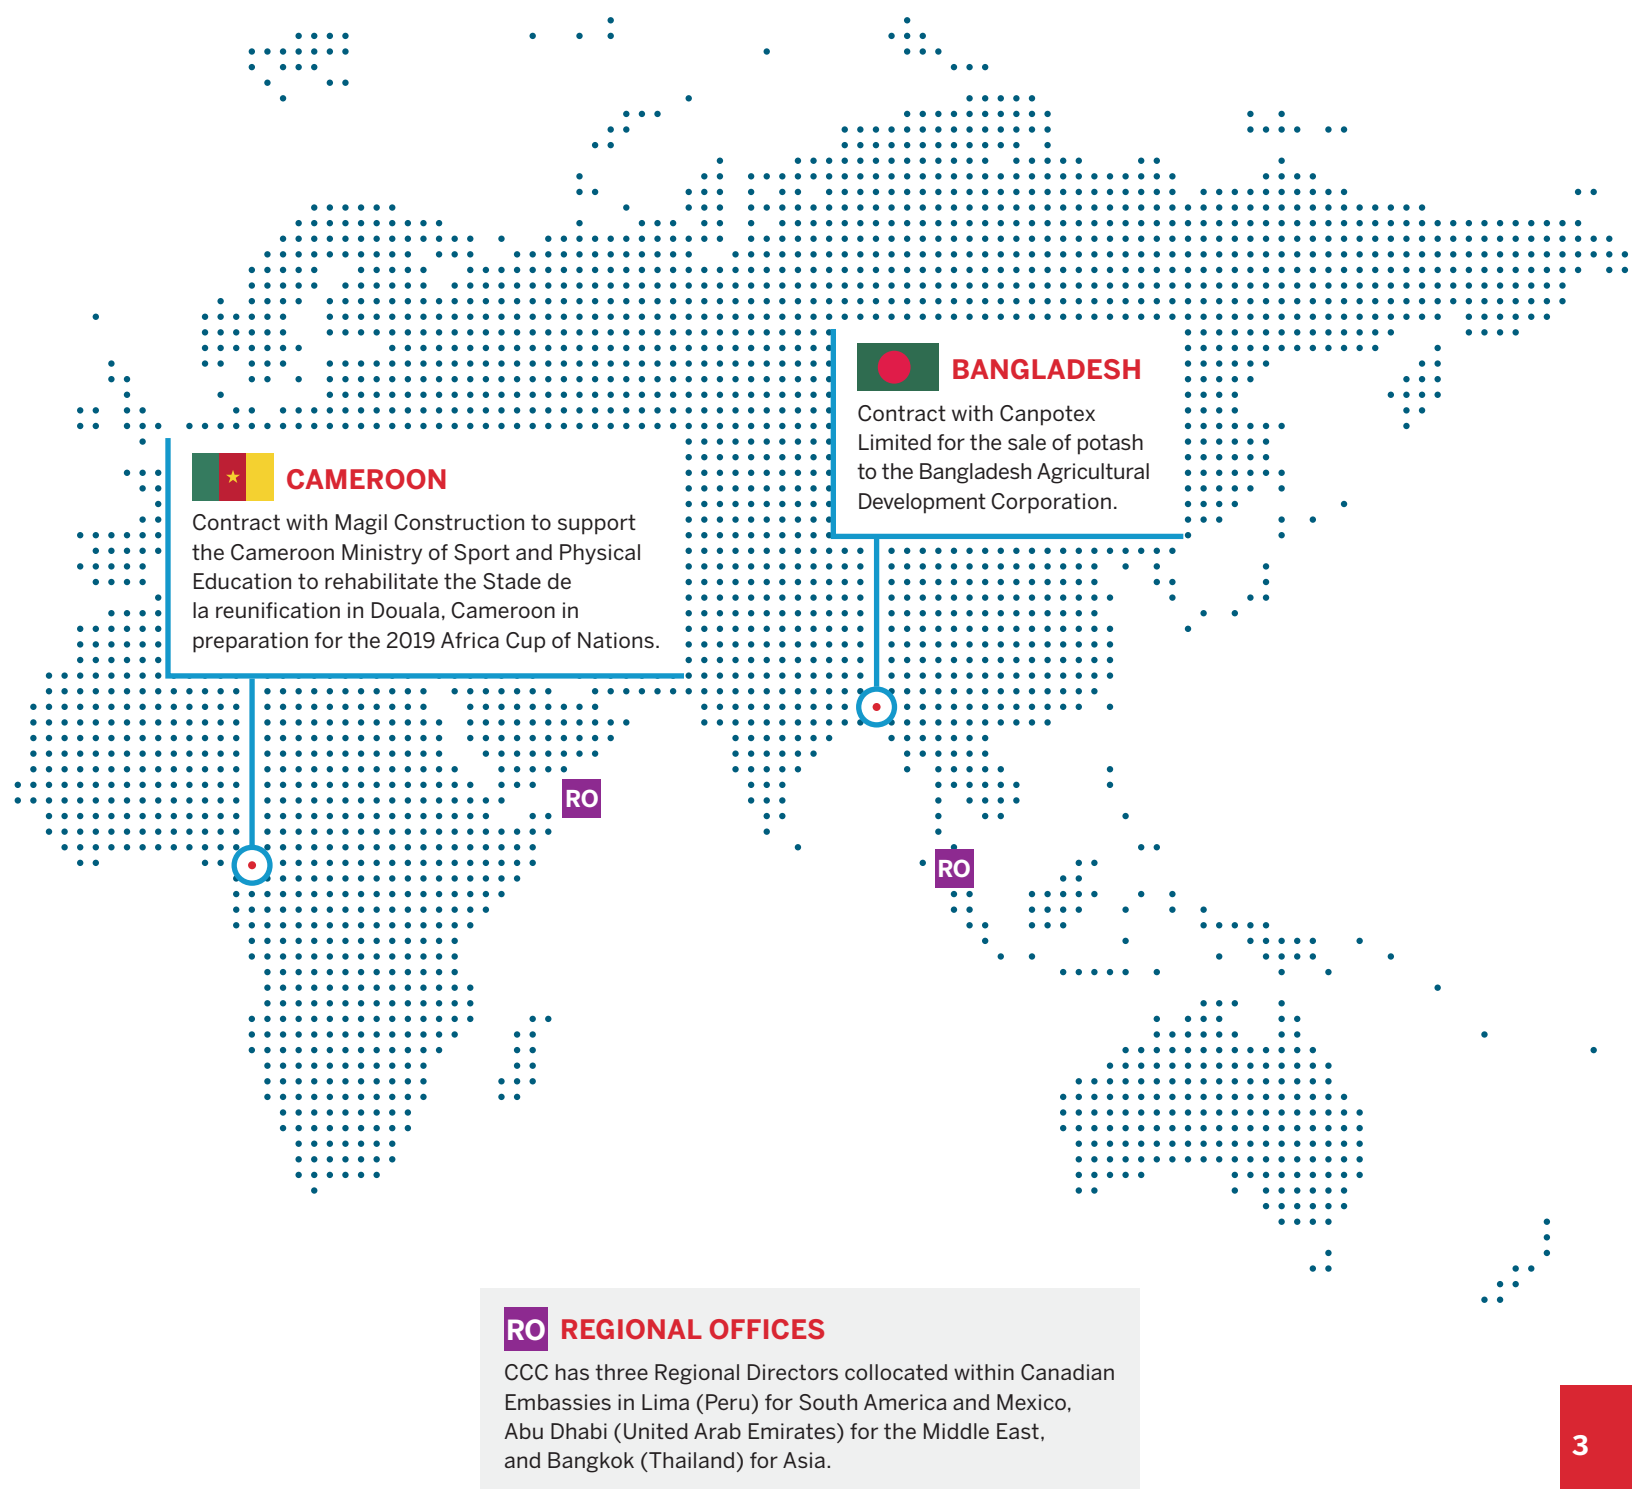 BANGLADESH
Contract with Canpotex
Limited for the sale of potash
to the Bangladesh Agricultural
Development Corporation.
CAMEROON
Contract with Magil Construction to support
the Cameroon Ministry of Sport and Physical
Education to rehabilitate the Stade de
la reunification in Douala, Cameroon in
preparation for the 2019 Africa Cup of Nations.
RO
RO
RO REGIONAL OFFICES
CCC has three Regional Directors collocated within Canadian
Embassies in Lima (Peru) for South America and Mexico,
Abu Dhabi (United Arab Emirates) for the Middle East,
and Bangkok (Thailand) for Asia.
3